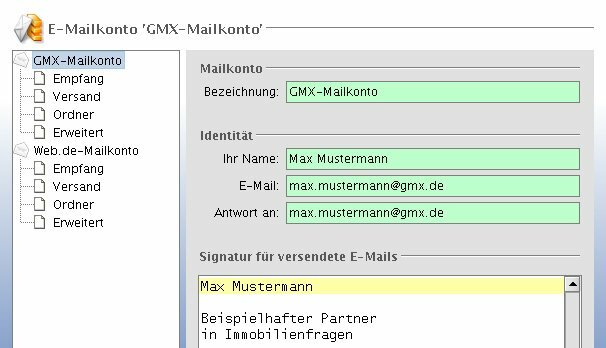 E-Mailkonto 'GMX-Mailkonto'
GMX-Mailkonto
Empfang
Versand
Ordner
Erweitert
Web.de-Mailkonto
Empfang
Versand
Ordner
Erweitert
Mailkonto
Bezeichnung: GMX-Mailkonto
Identität
Ihr Name: Max Mustermann
E-Mail: max.mustermann@gmx.de
Antwort an: max.mustermann@gmx.de
Signatur für versendete E-Mails
Max Mustermann
Beispielhafter Partner
in Immobilienfragen